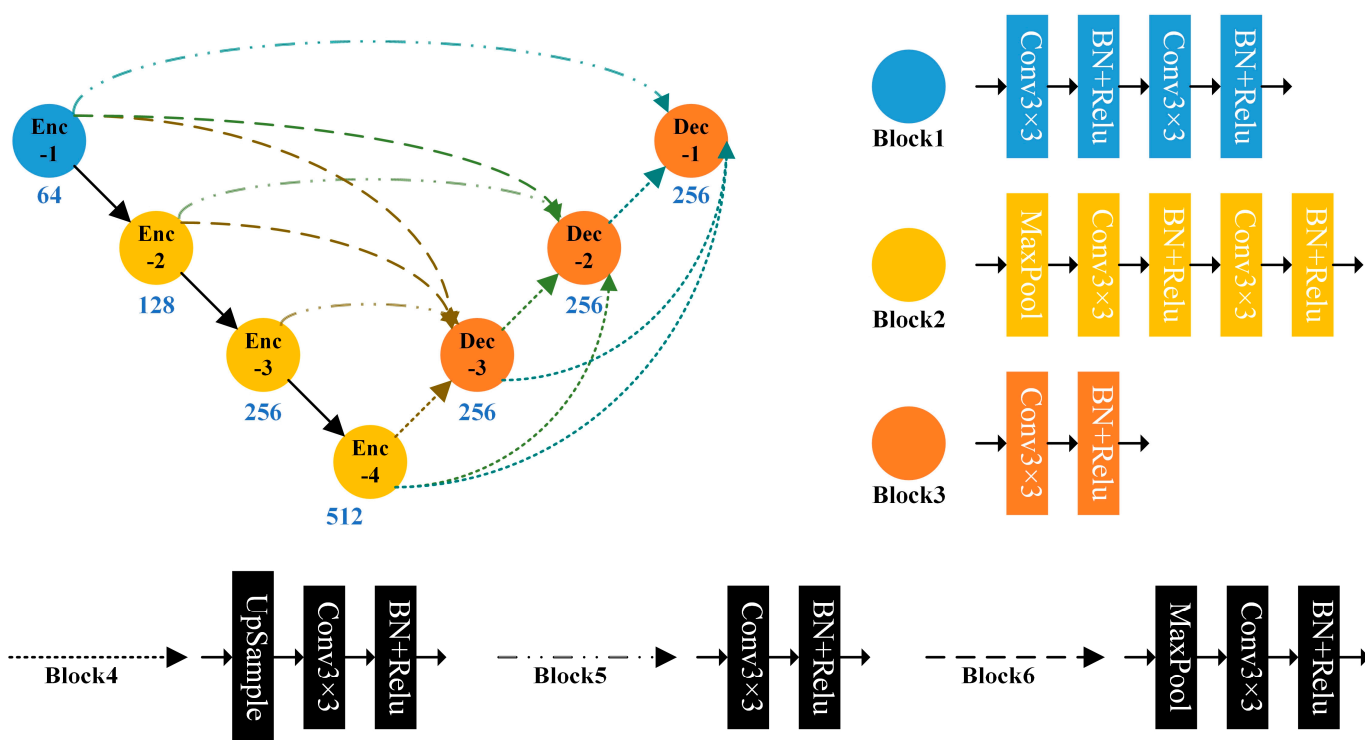 Enc
-1
64
Enc
-2
128
Enc
-3
256
Enc
-4
512
Dec
-3
256
Dec
-2
256
Dec
-1
256
Block1
Conv3×3
BN+Relu
Conv3×3
BN+Relu
Block2
MaxPool
Conv3×3
BN+Relu
Conv3×3
BN+Relu
Block3
Conv3×3
BN+Relu
Block4
UpSample
Conv3×3
BN+Relu
Block5
Conv3×3
BN+Relu
Block6
MaxPool
Conv3×3
BN+Relu